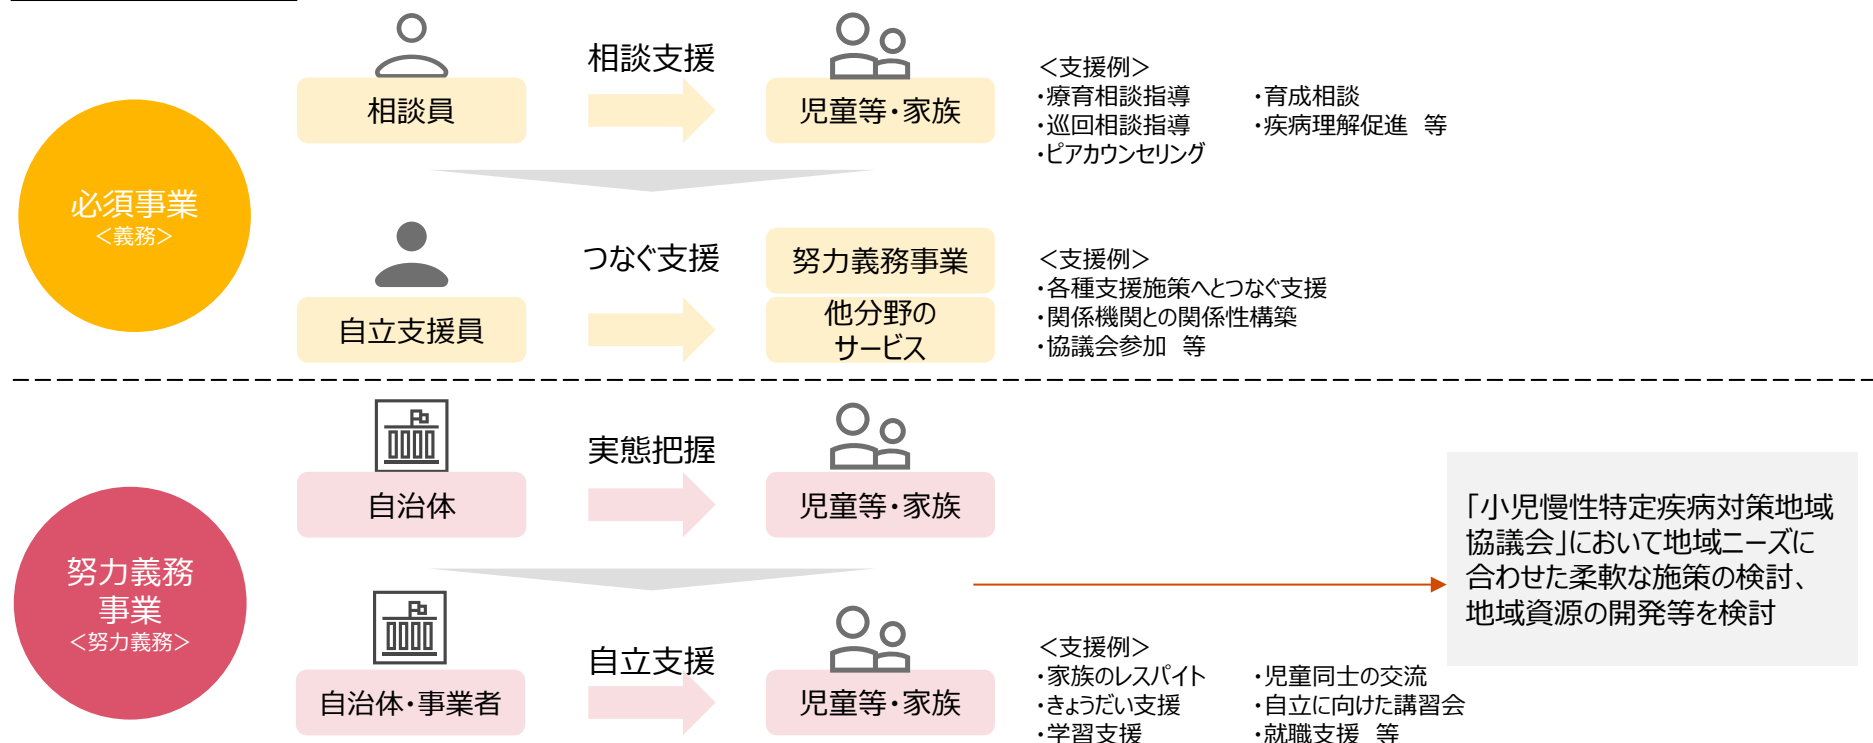 必須事業
<義務>
相談員
相談支援
児童等・家族
<支援例>
・療育相談指導　・育成相談
・巡回相談指導　・疾病理解促進　等
・ピアカウンセリング
自立支援員
つなぐ支援
努力義務事業
他分野の
サービス
<支援例>
・各種支援施策へとつなぐ支援
・関係機関との関係性構築
・協議会参加　等
努力義務
事業
<努力義務>
自治体
実態把握
児童等・家族
「小児慢性特定疾病対策地域
協議会」において地域ニーズに
合わせた柔軟な施策の検討、
地域資源の開発等を検討
自治体・事業者
自立支援
児童等・家族
<支援例>
・家族のレスパイト　・児童同士の交流
・きょうだい支援　・自立に向けた講習会
・学習支援　・就職支援　等